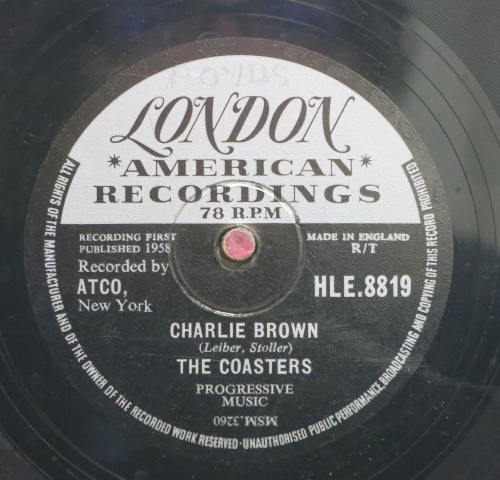 LONDON
*AMERICAN*
RECORDINGS
78 R.P.M
RECORDING FIRST
PUBLISHED 1958
MADE IN ENGLAND
R/T
Recorded by
ATCO,
New York
HLE.8819
CHARLIE BROWN
(Leiber, Stoller)
THE COASTERS
PROGRESSIVE
MUSIC
MSM.3260
ALL RIGHTS OF THE MANUFACTURER AND OF THE OWNER OF THE RECORDED WORK RESERVED·UNAUTHORISED PUBLIC PERFORMANCE, BROADCASTING AND COPYING OF THIS RECORD PROHIBITED